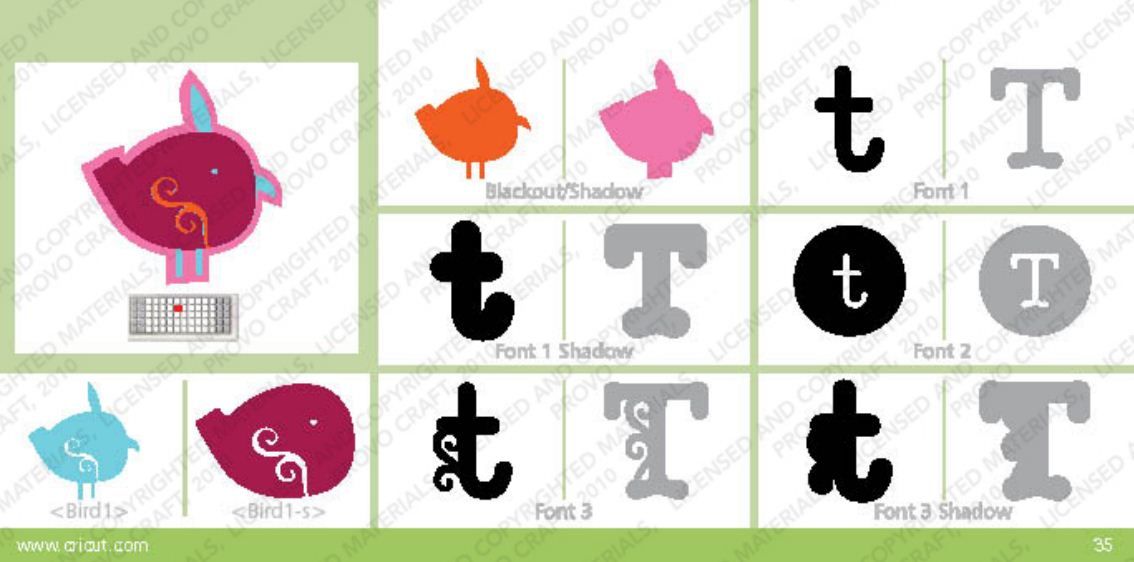 Blackout/Shadow
t T
Font 1
t T
Font 1 Shadow
t T
Font 2
<Bird1>
<Bird1-s>
t T
Font 3
t T
Font 3 Shadow
www.cricut.com
35
LICENSED AND COPYRIGHTED MATERIALS,
PROVO CRAFT, 2010